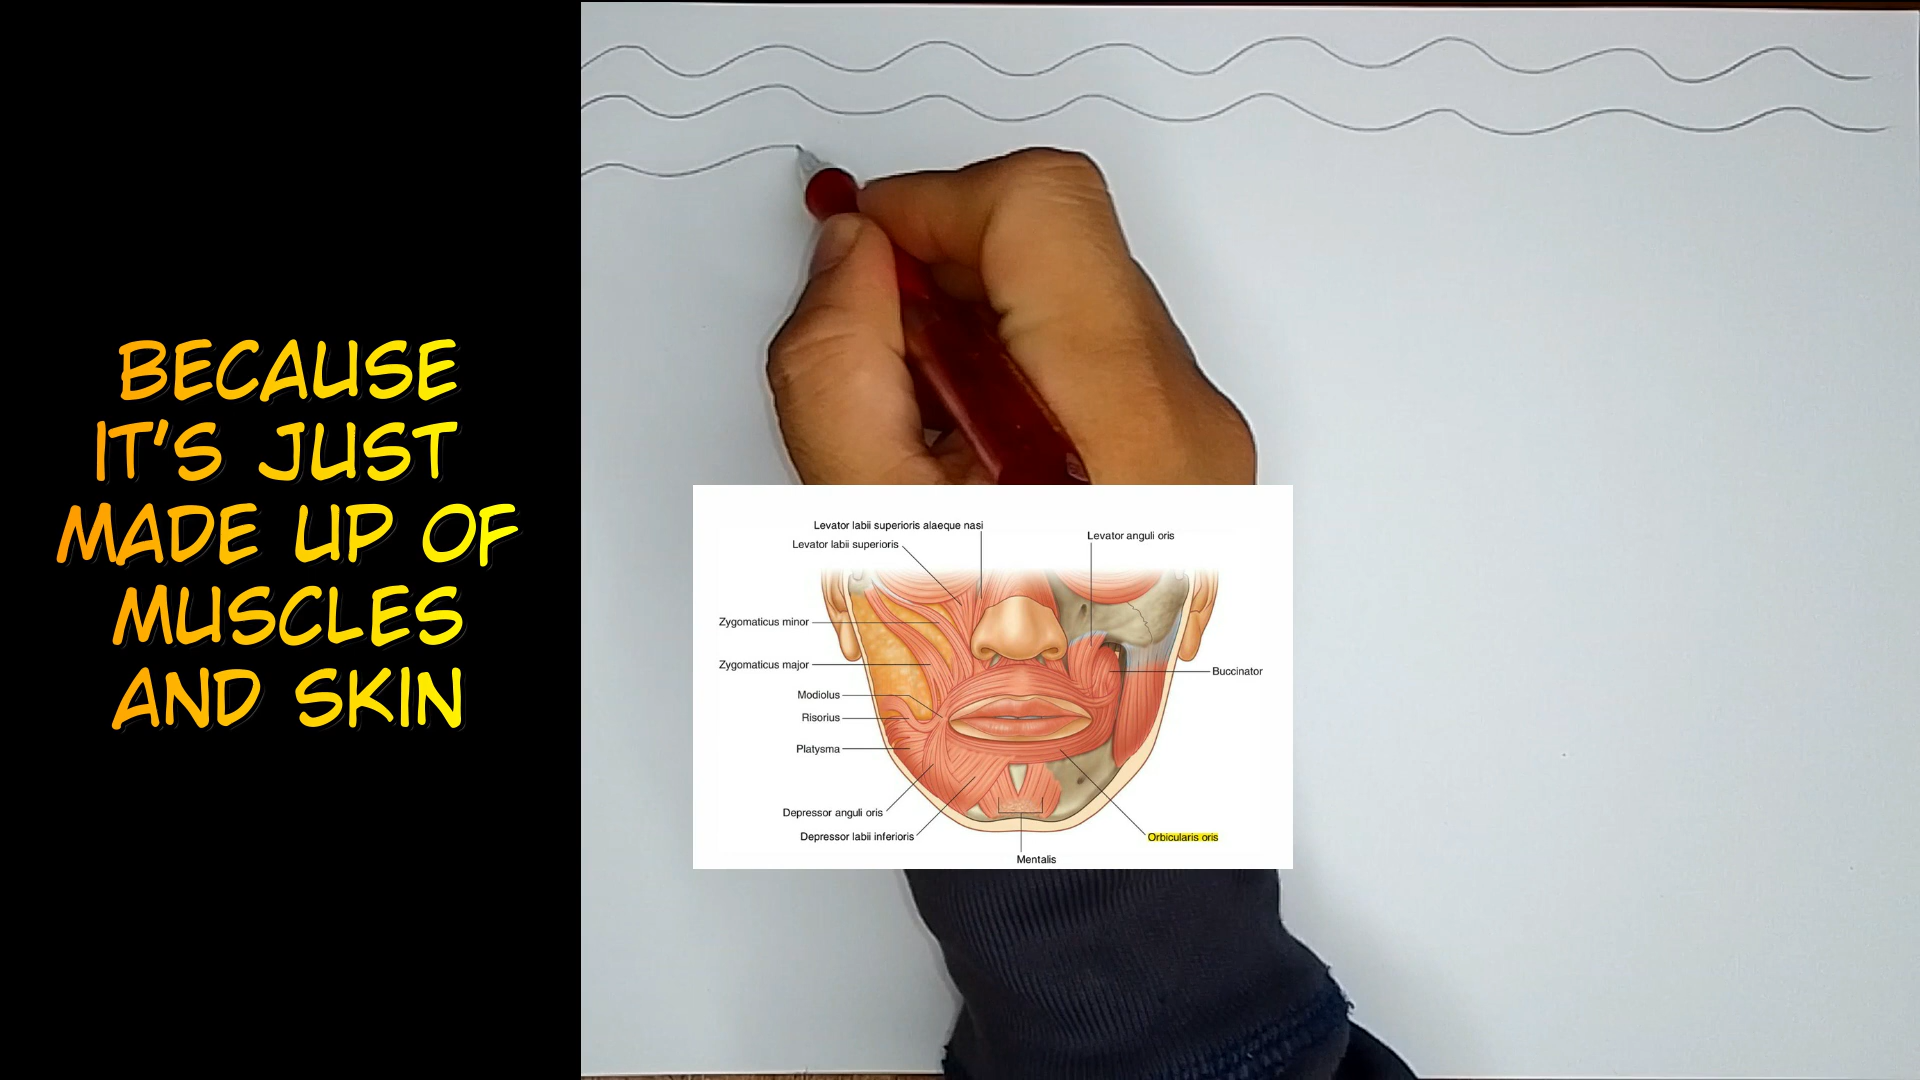 BECAUSE
IT'S JUST
MADE UP OF
MUSCLES
AND SKIN
Levator labii superioris alaeque nasi
Levator labii superioris
Levator anguli oris
Zygomaticus minor
Zygomaticus major
Buccinator
Modiolus
Risorius
Platysma
Depressor anguli oris
Depressor labii inferioris
Orbicularis oris
Mentalis